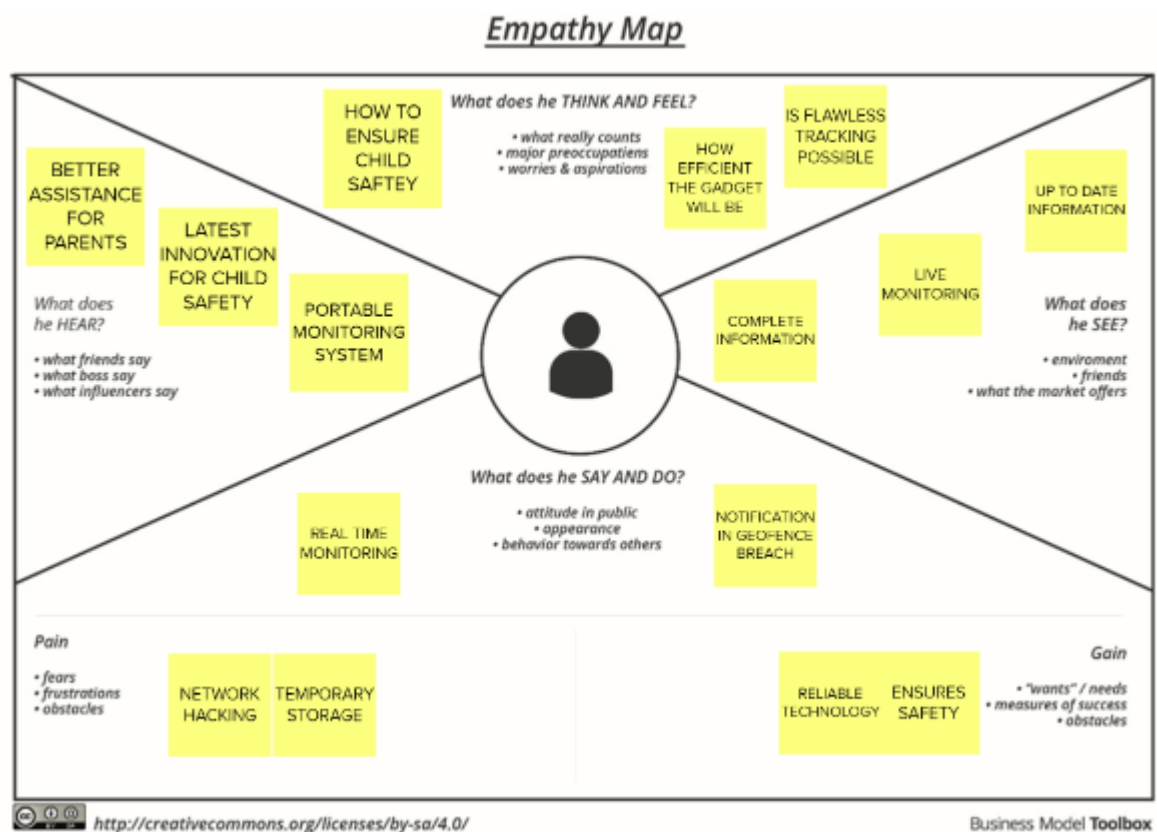 Empathy Map
What does he THINK AND FEEL?
• what really counts
• major preoccupatiens
• worries & aspirations
HOW TO
ENSURE
CHILD
SAFTEY
HOW
EFFICIENT
THE GADGET
WILL BE
IS FLAWLESS
TRACKING
POSSIBLE
BETTER
ASSISTANCE
FOR
PARENTS
LATEST
INNOVATION
FOR CHILD
SAFETY
PORTABLE
MONITORING
SYSTEM
What does
he HEAR?
• what friends say
• what boss say
• what influencers say
UP TO DATE
INFORMATION
LIVE
MONITORING
COMPLETE
INFORMATION
What does
he SEE?
• enviroment
• friends
• what the market offers
What does he SAY AND DO?
• attitude in public
• appearance
• behavior towards others
REAL TIME
MONITORING
NOTIFICATION
IN GEOFENCE
BREACH
Pain
• fears
• frustrations
• obstacles
NETWORK
HACKING
TEMPORARY
STORAGE
Gain
• "wants" / needs
• measures of success
• obstacles
RELIABLE
TECHNOLOGY
ENSURES
SAFETY
cc
BY SA
http://creativecommons.org/licenses/by-sa/4.0/
Business Model Toolbox